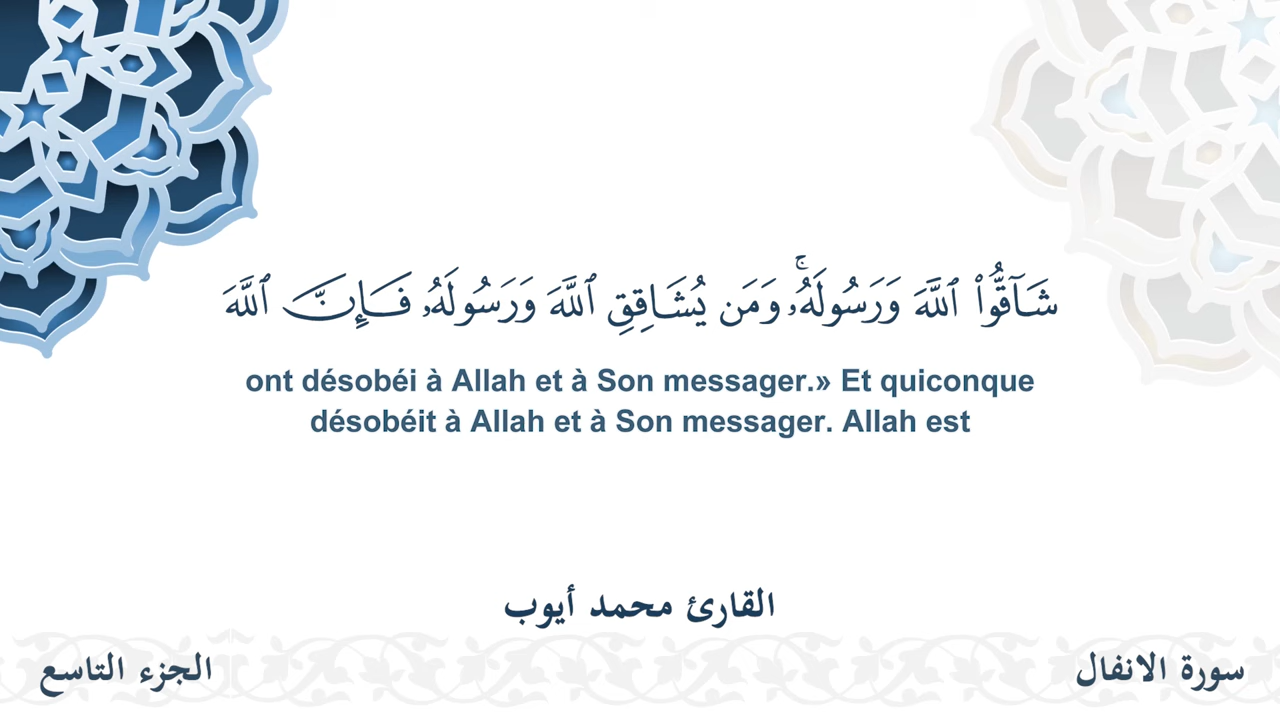 شَآقُّوا۟ ٱللَّهَ وَرَسُولَهُۥ ۚ وَمَن يُشَاقِقِ ٱللَّهَ وَرَسُولَهُۥ فَإِنَّ ٱللَّهَ
ont désobéi à Allah et à Son messager.» Et quiconque
désobéit à Allah et à Son messager. Allah est
القارئ محمد أيوب
سورة الانفال
الجزء التاسع